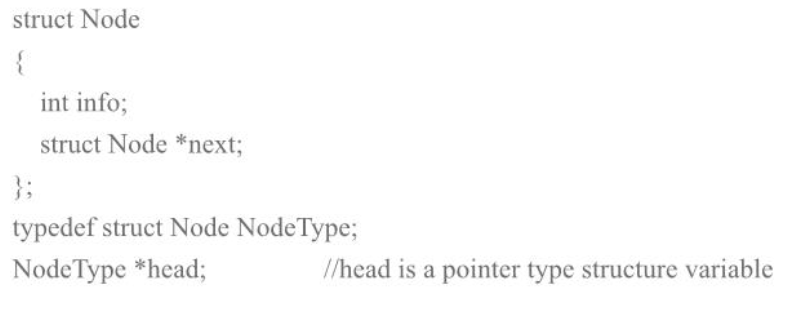 struct Node
{
int info;
struct Node *next;
};
typedef struct Node NodeType;
NodeType *head; //head is a pointer type structure variable